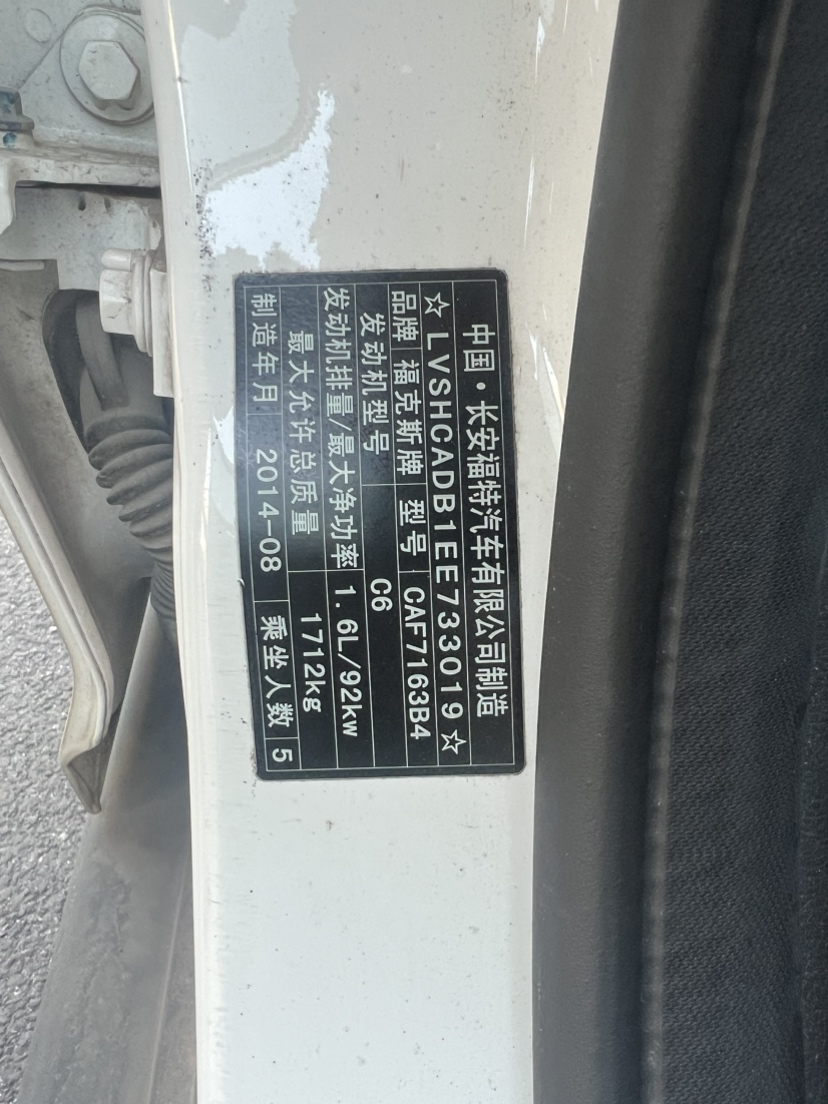 中国·长安福特汽车有限公司制造
☆LVSHCADB1EE733019☆
品牌 福克斯牌 型号 CAF7163B4
发动机型号 C6
发动机排量/最大净功率 1.6L/92kw
最大允许总质量 1712kg
制造年月 2014-08 乘坐人数 5